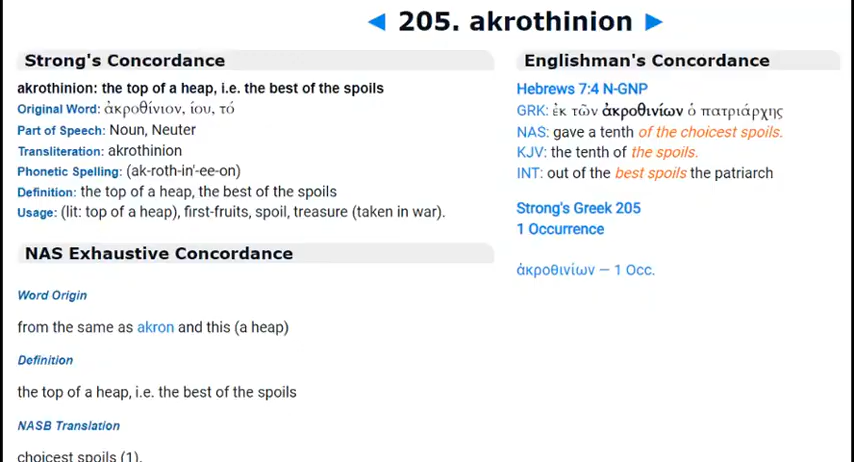 ◄ 205. akrothinion ►
Strong's Concordance
akrothinion: the top of a heap, i.e. the best of the spoils
Original Word: ἀκροθίνιον, ίου, τό
Part of Speech: Noun, Neuter
Transliteration: akrothinion
Phonetic Spelling: (ak-roth-in'-ee-on)
Definition: the top of a heap, the best of the spoils
Usage: (lit: top of a heap), first-fruits, spoil, treasure (taken in war).
NAS Exhaustive Concordance
Word Origin
from the same as akron and this (a heap)
Definition
the top of a heap, i.e. the best of the spoils
NASB Translation
choicest spoils (1).
Englishman's Concordance
Hebrews 7:4 N-GNP
GRK: ἐκ τῶν ἀκροθινίων ὁ πατριάρχης
NAS: gave a tenth of the choicest spoils.
KJV: the tenth of the spoils.
INT: out of the best spoils the patriarch
Strong's Greek 205
1 Occurrence
ἀκροθινίων — 1 Occ.